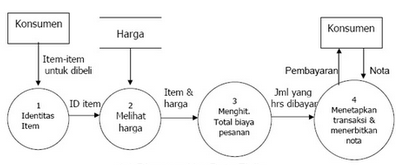 Konsumen
Harga
Konsumen
Item-item
untuk dibeli
Pembayaran
Nota
1
Identitas
Item
ID item
2
Melihat
harga
Item &
harga
3
Menghit.
Total biaya
pesanan
Jml yang
hrs dibayar
4
Menetapkan
transaksi &
menerbitkan
nota